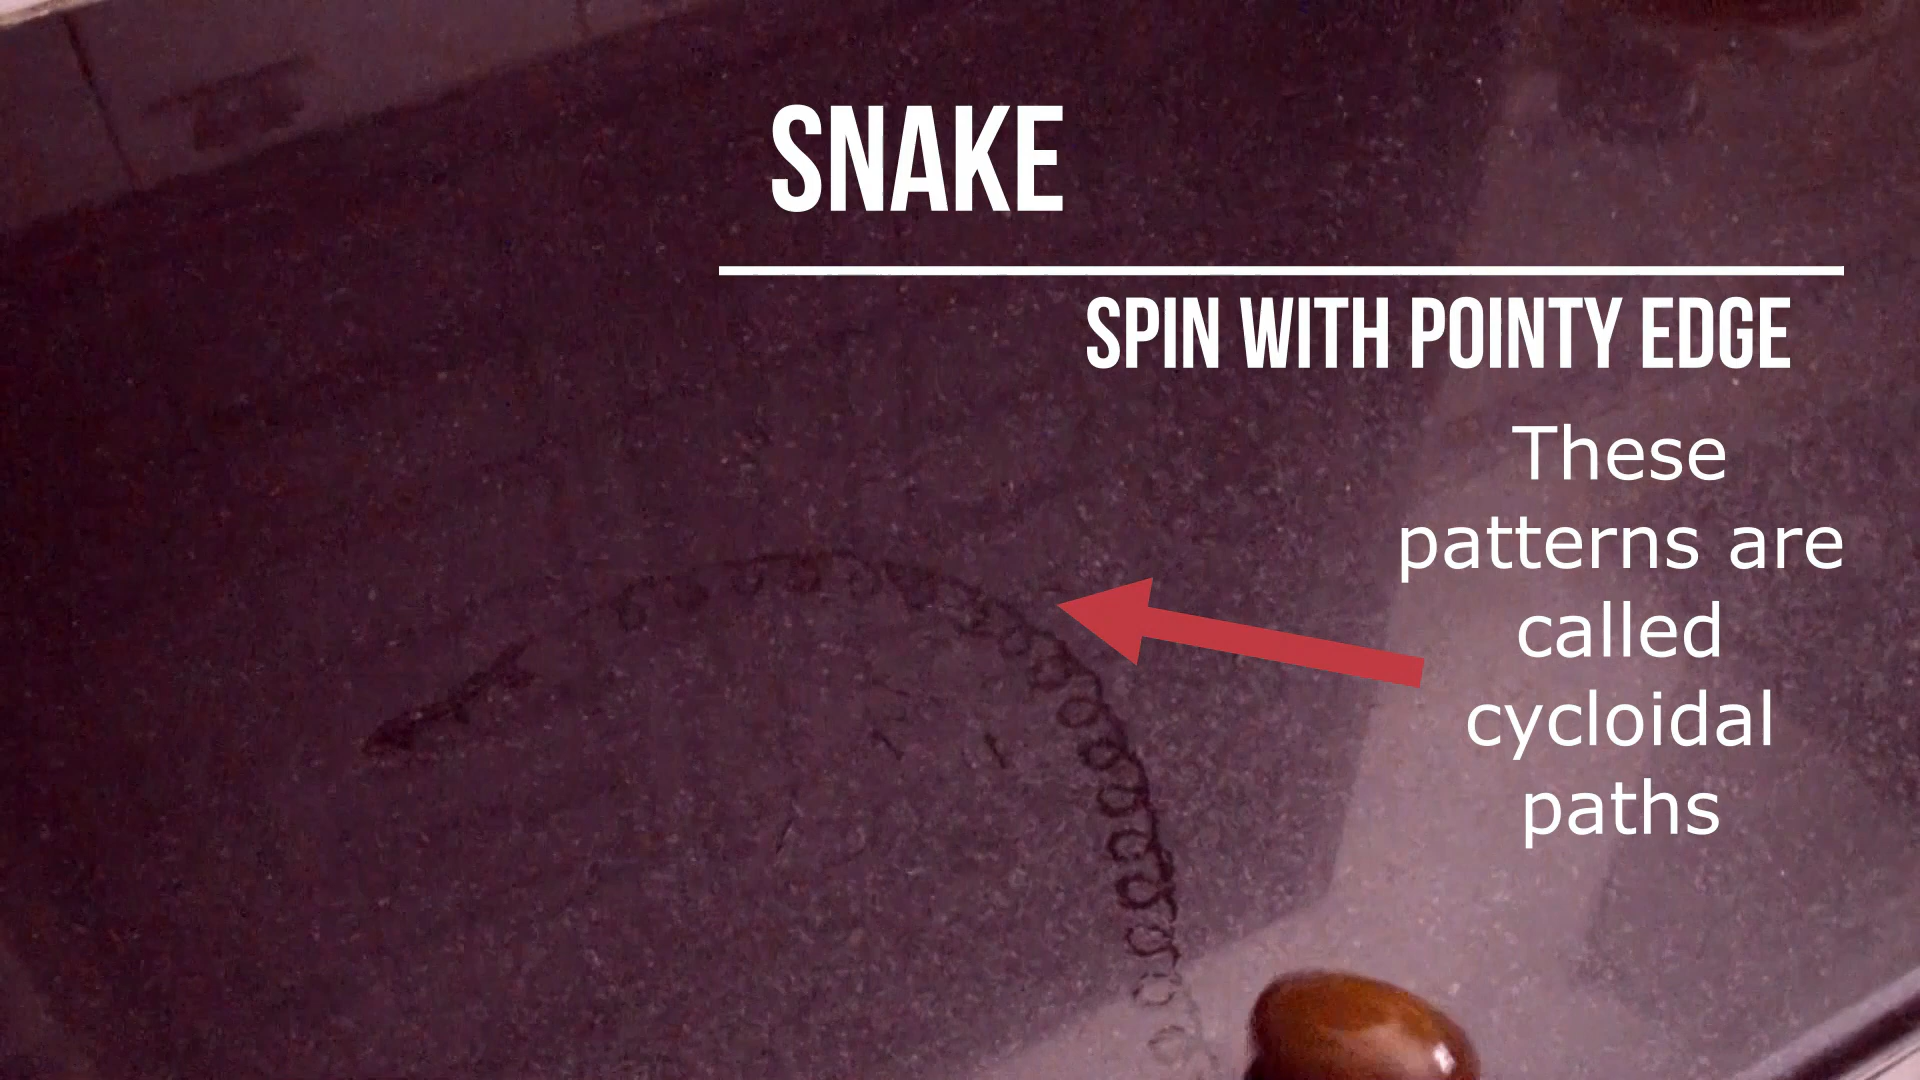 SNAKE
SPIN WITH POINTY EDGE
These
patterns are
called
cycloidal
paths